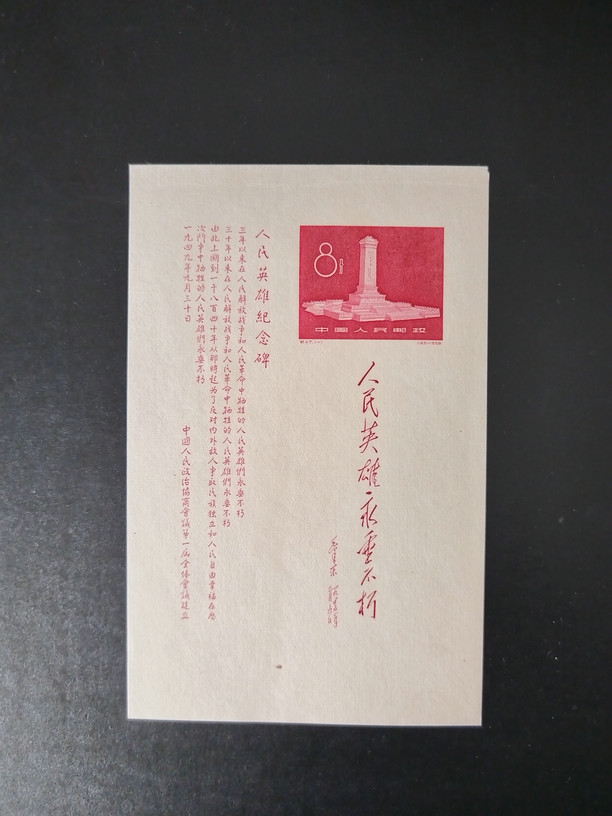 8分
中国人民邮政
人民英雄永垂不朽
毛泽东
人民英雄紀念碑
三年以来在人民解放战争和人民革命中牺牲的人民英雄們永垂不朽
三十年以来在人民解放战争和人民革命中牺牲的人民英雄們永垂不朽
由此上溯到一千八百四十年从那时起为了反对内外敌人争取民族独立和人民自由幸福在历
次鬥争中牺牲的人民英雄們永垂不朽
一九四九年九月三十日
中國人民政治協商會議第一届全体會議建立